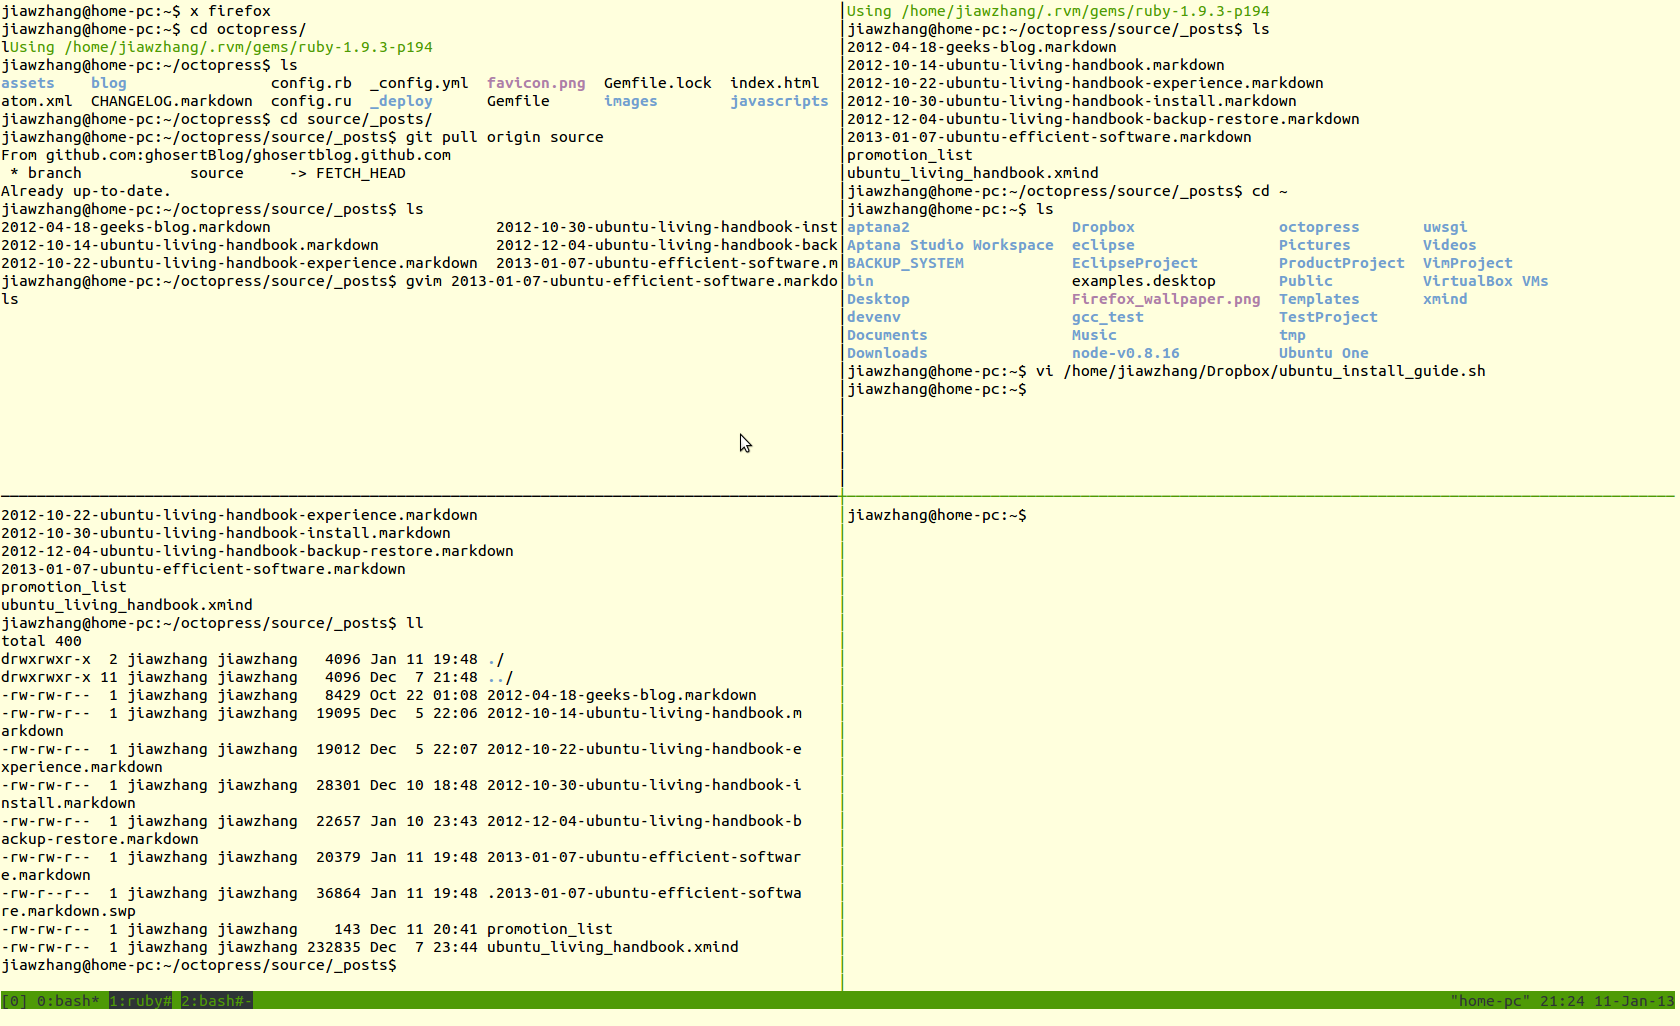 jiawzhang@home-pc:~$ x firefox
jiawzhang@home-pc:~$ cd octopress/
lUsing /home/jiawzhang/.rvm/gems/ruby-1.9.3-p194
jiawzhang@home-pc:~/octopress$ ls
assets    blog                config.rb  _config.yml  favicon.png  Gemfile.lock  index.html
atom.xml  CHANGELOG.markdown  config.ru  _deploy      Gemfile      images        javascripts
jiawzhang@home-pc:~/octopress$ cd source/_posts/
jiawzhang@home-pc:~/octopress/source/_posts$ git pull origin source
From github.com:ghosertBlog/ghosertblog.github.com
 * branch            source     -> FETCH_HEAD
Already up-to-date.
jiawzhang@home-pc:~/octopress/source/_posts$ ls
2012-04-18-geeks-blog.markdown                         2012-10-30-ubuntu-living-handbook-inst
2012-10-14-ubuntu-living-handbook.markdown             2012-12-04-ubuntu-living-handbook-back
2012-10-22-ubuntu-living-handbook-experience.markdown  2013-01-07-ubuntu-efficient-software.m
jiawzhang@home-pc:~/octopress/source/_posts$ gvim 2013-01-07-ubuntu-efficient-software.markdo
ls
Using /home/jiawzhang/.rvm/gems/ruby-1.9.3-p194
jiawzhang@home-pc:~/octopress/source/_posts$ ls
2012-04-18-geeks-blog.markdown
2012-10-14-ubuntu-living-handbook.markdown
2012-10-22-ubuntu-living-handbook-experience.markdown
2012-10-30-ubuntu-living-handbook-install.markdown
2012-12-04-ubuntu-living-handbook-backup-restore.markdown
2013-01-07-ubuntu-efficient-software.markdown
promotion_list
ubuntu_living_handbook.xmind
jiawzhang@home-pc:~/octopress/source/_posts$ cd ~
jiawzhang@home-pc:~$ ls
aptana2                  Dropbox                octopress       uwsgi
Aptana Studio Workspace  eclipse                Pictures        Videos
BACKUP_SYSTEM            EclipseProject         ProductProject  VimProject
bin                      examples.desktop       Public          VirtualBox VMs
Desktop                  Firefox_wallpaper.png  Templates       xmind
devenv                   gcc_test               TestProject
Documents                Music                  tmp
Downloads                node-v0.8.16           Ubuntu One
jiawzhang@home-pc:~$ vi /home/jiawzhang/Dropbox/ubuntu_install_guide.sh
jiawzhang@home-pc:~$
2012-10-22-ubuntu-living-handbook-experience.markdown
2012-10-30-ubuntu-living-handbook-install.markdown
2012-12-04-ubuntu-living-handbook-backup-restore.markdown
2013-01-07-ubuntu-efficient-software.markdown
promotion_list
ubuntu_living_handbook.xmind
jiawzhang@home-pc:~/octopress/source/_posts$ ll
total 400
drwxrwxr-x  2 jiawzhang jiawzhang   4096 Jan 11 19:48 ./
drwxrwxr-x 11 jiawzhang jiawzhang   4096 Dec  7 21:48 ../
-rw-rw-r--  1 jiawzhang jiawzhang   8429 Oct 22 01:08 2012-04-18-geeks-blog.markdown
-rw-rw-r--  1 jiawzhang jiawzhang  19095 Dec  5 22:06 2012-10-14-ubuntu-living-handbook.m
arkdown
-rw-rw-r--  1 jiawzhang jiawzhang  19012 Dec  5 22:07 2012-10-22-ubuntu-living-handbook-e
xperience.markdown
-rw-rw-r--  1 jiawzhang jiawzhang  28301 Dec 10 18:48 2012-10-30-ubuntu-living-handbook-i
nstall.markdown
-rw-rw-r--  1 jiawzhang jiawzhang  22657 Jan 10 23:43 2012-12-04-ubuntu-living-handbook-b
ackup-restore.markdown
-rw-rw-r--  1 jiawzhang jiawzhang  20379 Jan 11 19:48 2013-01-07-ubuntu-efficient-softwar
e.markdown
-rw-r--r--  1 jiawzhang jiawzhang  36864 Jan 11 19:48 .2013-01-07-ubuntu-efficient-softwa
re.markdown.swp
-rw-rw-r--  1 jiawzhang jiawzhang    143 Dec 11 20:41 promotion_list
-rw-rw-r--  1 jiawzhang jiawzhang 232835 Dec  7 23:44 ubuntu_living_handbook.xmind
jiawzhang@home-pc:~/octopress/source/_posts$
jiawzhang@home-pc:~$
[0] 0:bash* 1:ruby# 2:bash#- "home-pc" 21:24 11-Jan-13